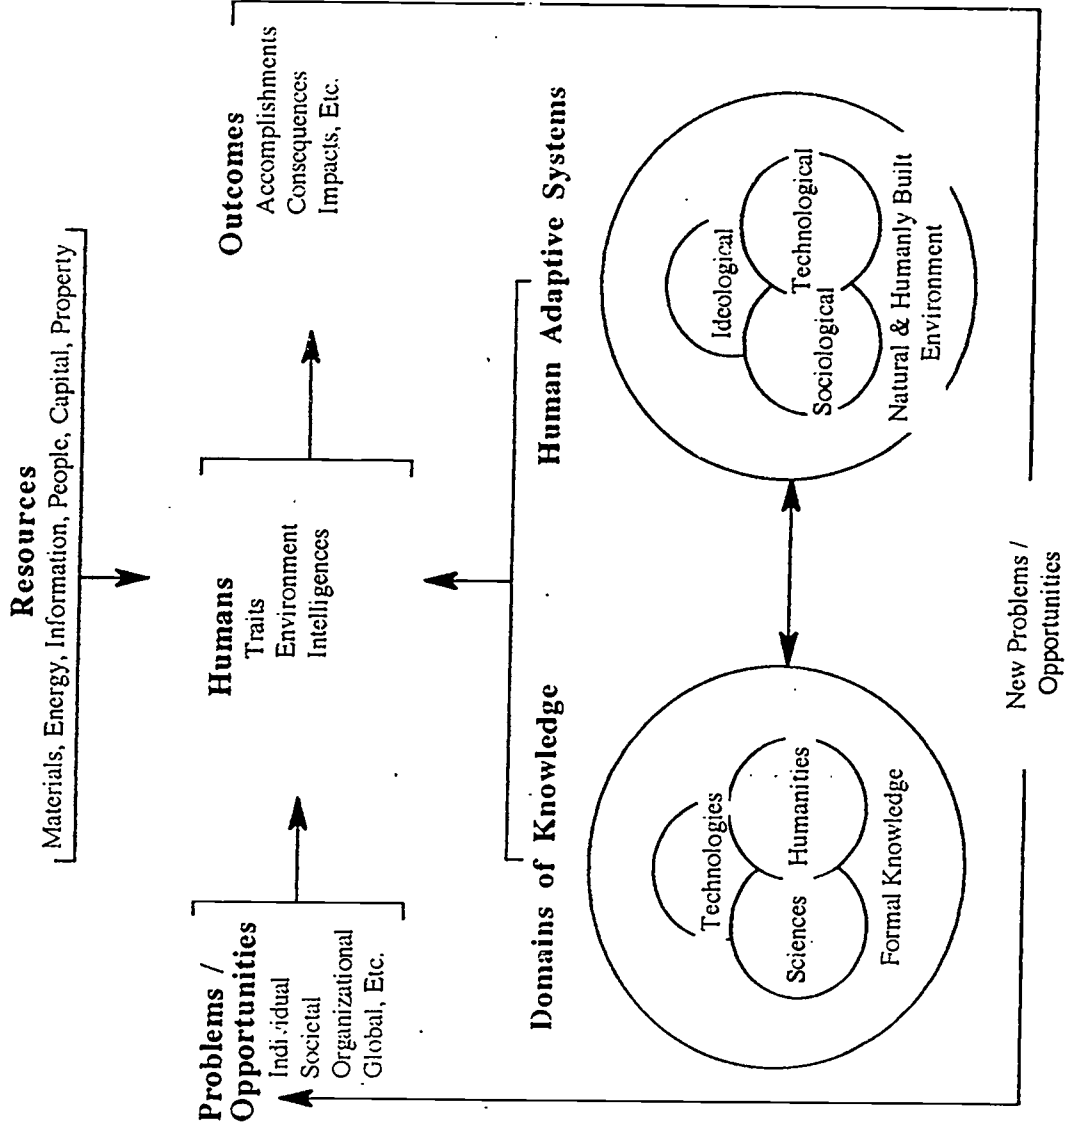 Resources
Materials, Energy, Information, People, Capital, Property
Problems /
Opportunities
Individual
Societal
Organizational
Global, Etc.
Humans
Traits
Environment
Intelligences
Outcomes
Accomplishments
Consequences
Impacts, Etc.
Domains of Knowledge
Technologies
Sciences
Humanities
Formal Knowledge
Human Adaptive Systems
Ideological
Sociological
Technological
Natural & Humanly Built
Environment
New Problems /
Opportunities